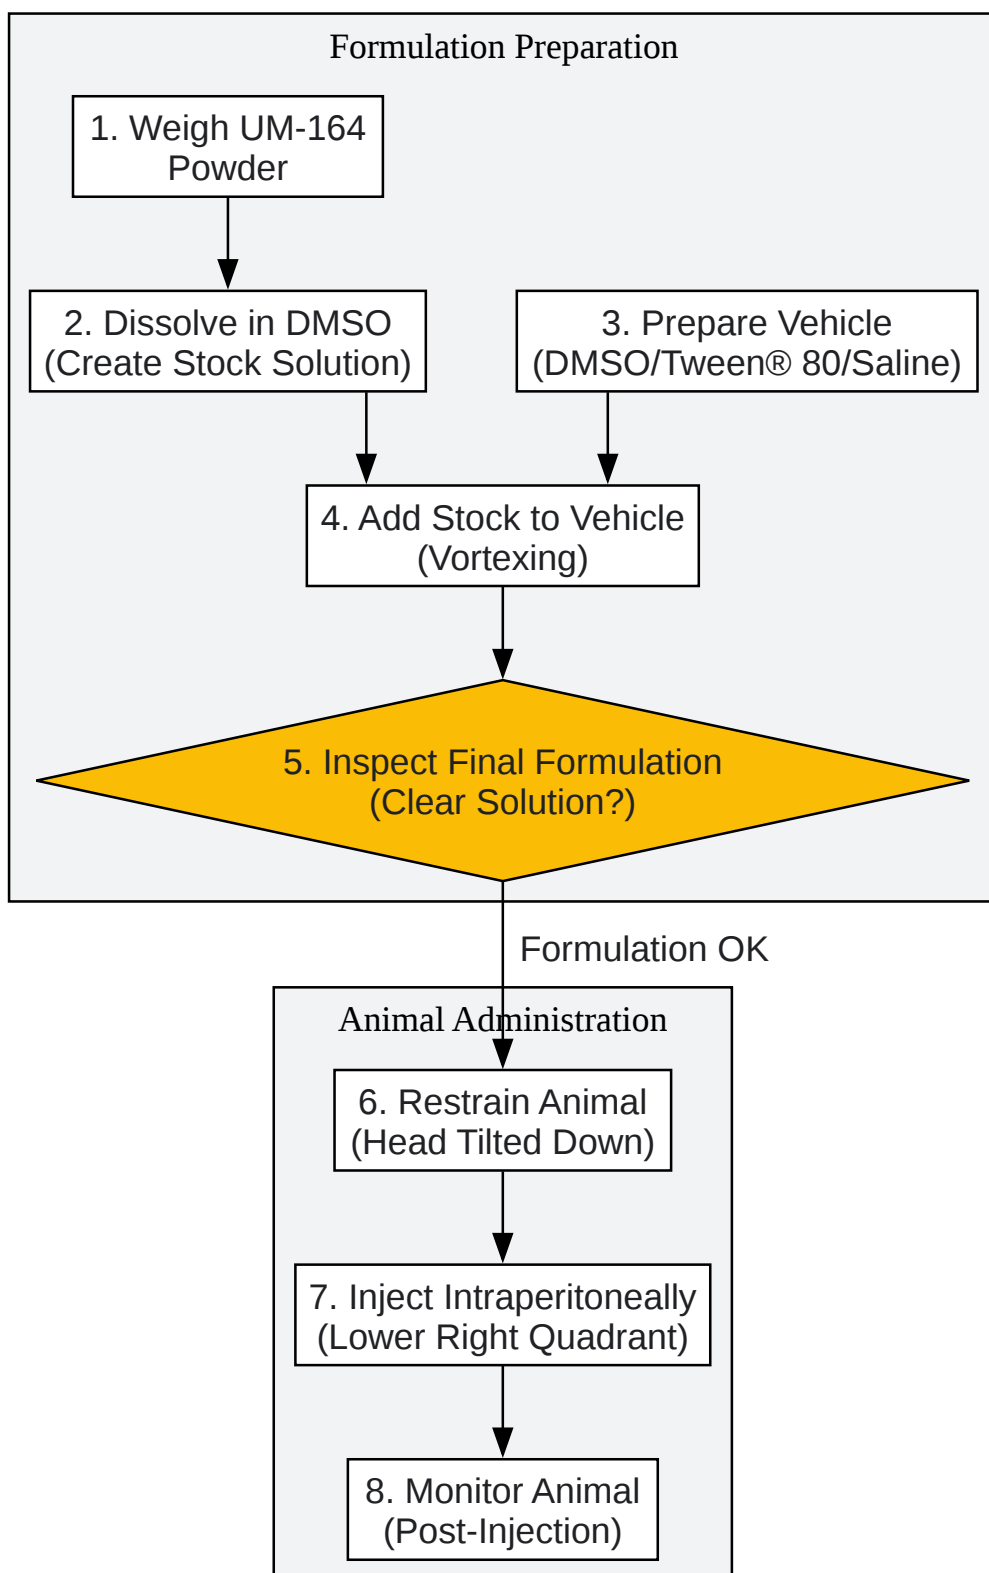 Formulation Preparation
1. Weigh UM-164
Powder
2. Dissolve in DMSO
(Create Stock Solution)
3. Prepare Vehicle
(DMSO/Tween® 80/Saline)
4. Add Stock to Vehicle
(Vortexing)
5. Inspect Final Formulation
(Clear Solution?)
Formulation OK
Animal Administration
6. Restrain Animal
(Head Tilted Down)
7. Inject Intraperitoneally
(Lower Right Quadrant)
8. Monitor Animal
(Post-Injection)